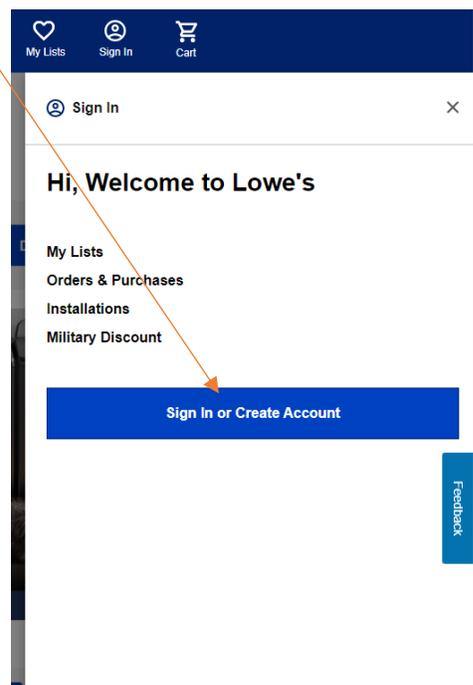 My Lists Sign In Cart
Sign In
Hi, Welcome to Lowe's
My Lists
Orders & Purchases
Installations
Military Discount
Sign In or Create Account
Feedback